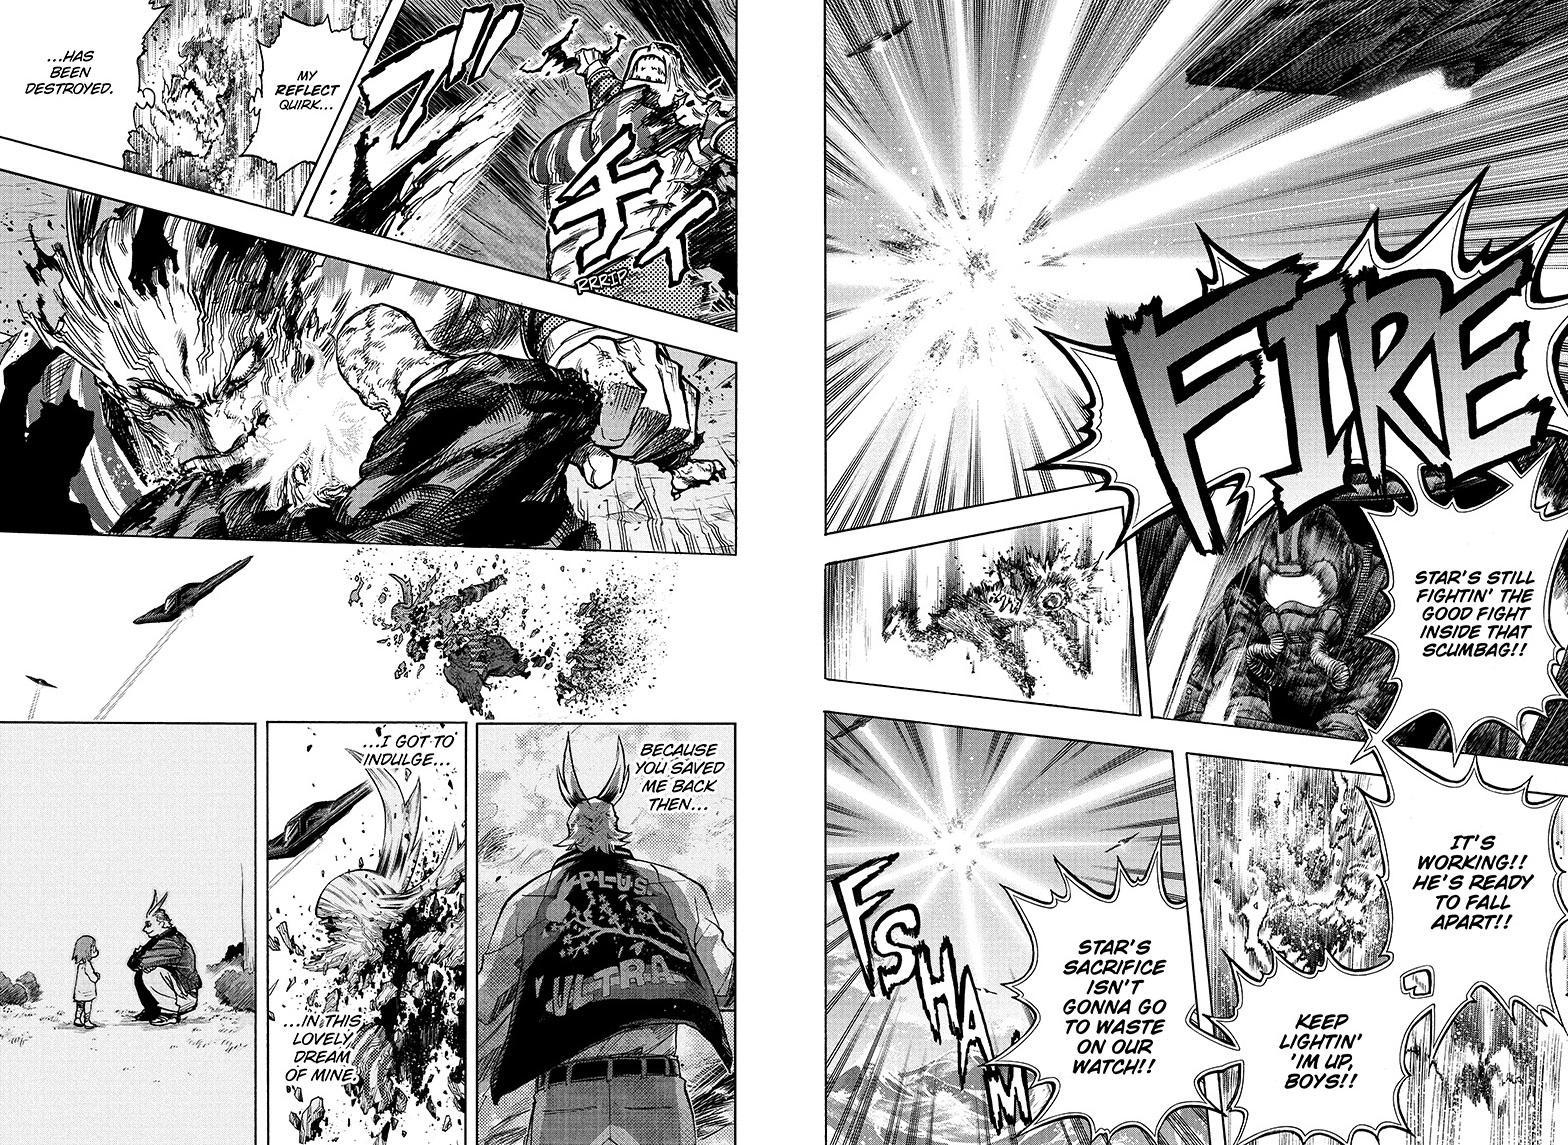 FIRE
STAR'S STILL
FIGHTIN' THE
GOOD FIGHT
INSIDE THAT
SCUMBAG!!
IT'S
WORKING!!
HE'S READY
TO FALL
APART!!
KEEP
LIGHTIN'
'IM UP,
BOYS!!
STAR'S
SACRIFICE
ISN'T
GONNA GO
TO WASTE
ON OUR
WATCH!!
FSHAM
ブチ
RRRIP
MY
REFLECT
QUIRK...
...HAS
BEEN
DESTROYED.
BECAUSE
YOU SAVED
ME BACK
THEN...
PLUS
ULTRA
...I GOT TO
INDULGE...
...IN THIS
LOVELY
DREAM
OF MINE.